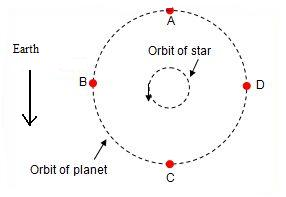 A
Earth
Orbit of star
B
D
Orbit of planet
C